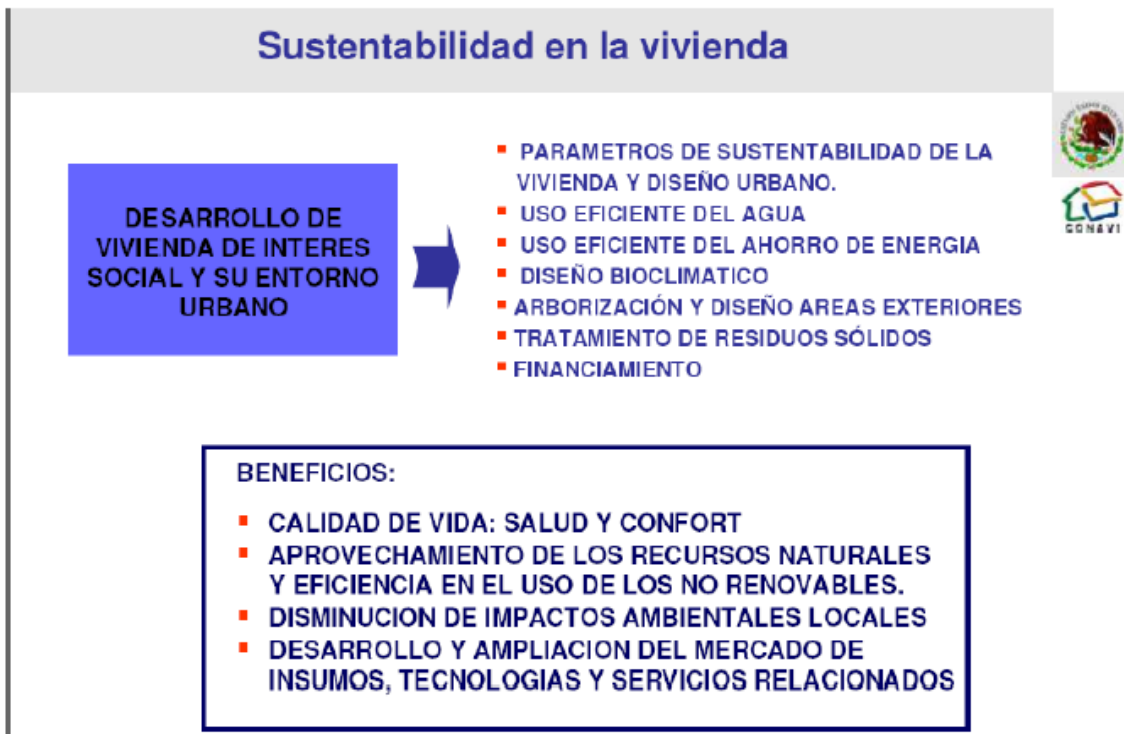 Sustentabilidad en la vivienda
DESARROLLO DE
VIVIENDA DE INTERES
SOCIAL Y SU ENTORNO
URBANO
PARAMETROS DE SUSTENTABILIDAD DE LA
VIVIENDA Y DISEÑO URBANO.
USO EFICIENTE DEL AGUA
USO EFICIENTE DEL AHORRO DE ENERGIA
DISEÑO BIOCLIMATICO
ARBORIZACIÓN Y DISEÑO AREAS EXTERIORES
TRATAMIENTO DE RESIDUOS SÓLIDOS
FINANCIAMIENTO
CONAVI
BENEFICIOS:
CALIDAD DE VIDA: SALUD Y CONFORT
APROVECHAMIENTO DE LOS RECURSOS NATURALES
Y EFICIENCIA EN EL USO DE LOS NO RENOVABLES.
DISMINUCION DE IMPACTOS AMBIENTALES LOCALES
DESARROLLO Y AMPLIACION DEL MERCADO DE
INSUMOS, TECNOLOGIAS Y SERVICIOS RELACIONADOS